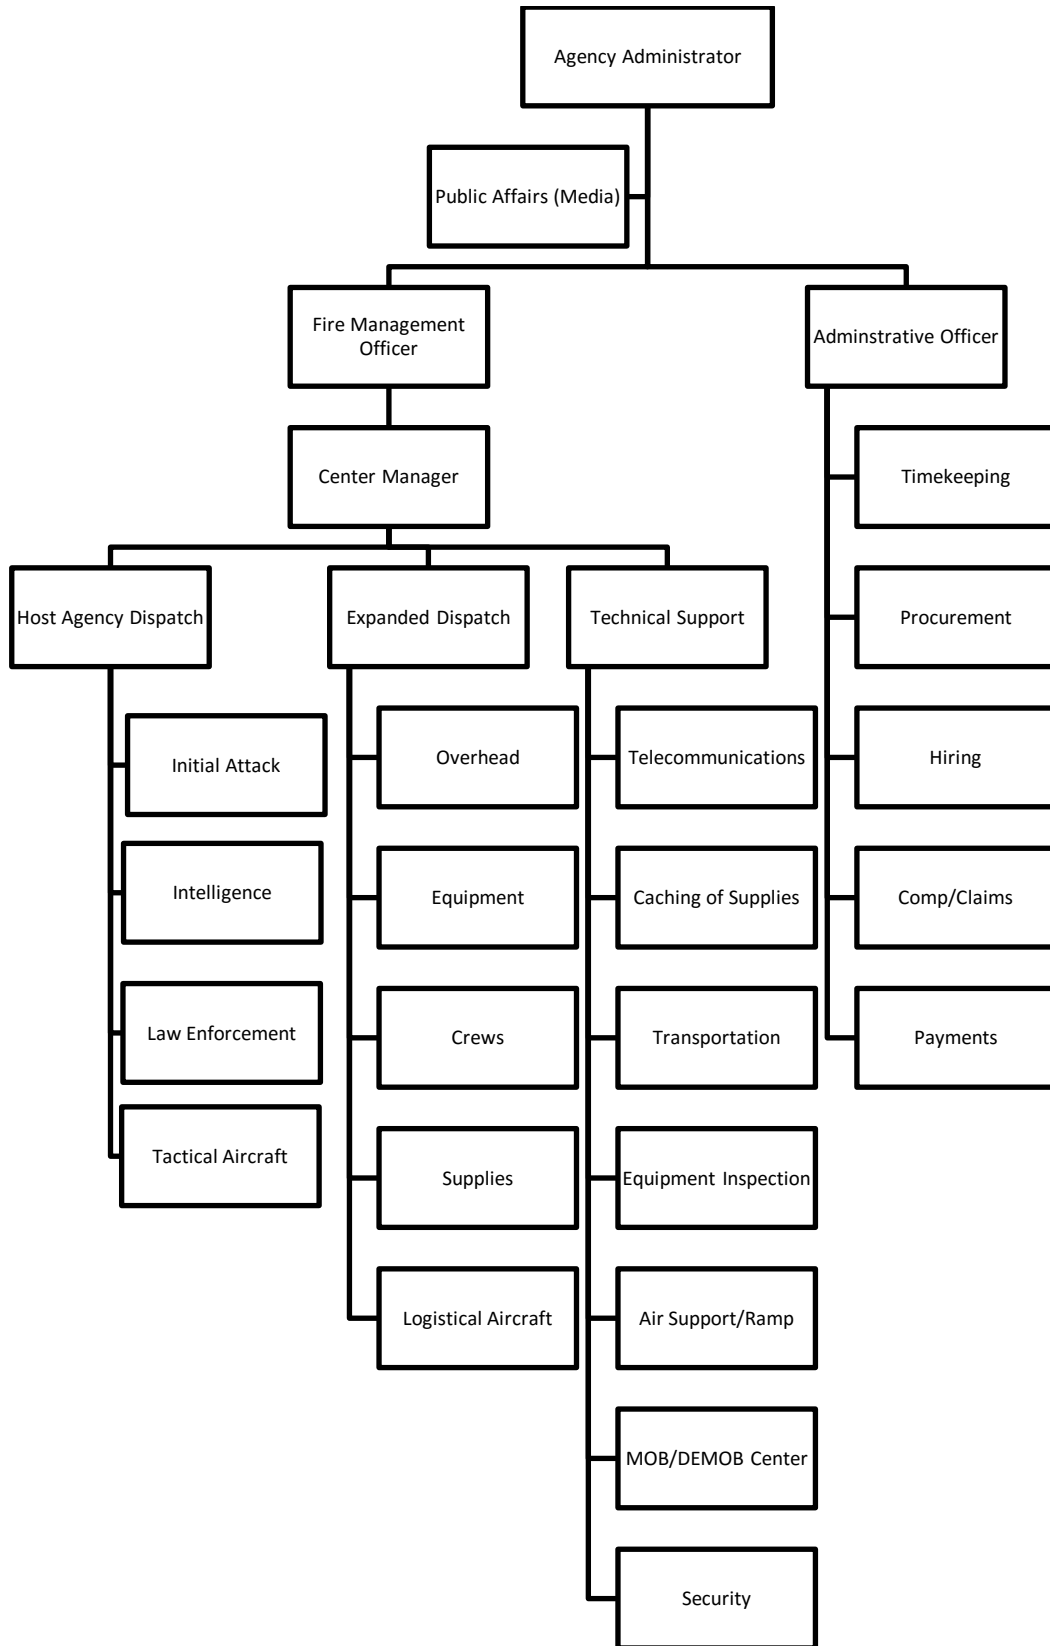 Agency Administrator
Public Affairs (Media)
Fire Management
Officer
Adminstrative Officer
Center Manager
Timekeeping
Host Agency Dispatch
Expanded Dispatch
Technical Support
Procurement
Initial Attack
Overhead
Telecommunications
Hiring
Intelligence
Equipment
Caching of Supplies
Comp/Claims
Law Enforcement
Crews
Transportation
Payments
Tactical Aircraft
Supplies
Equipment Inspection
Logistical Aircraft
Air Support/Ramp
MOB/DEMOB Center
Security